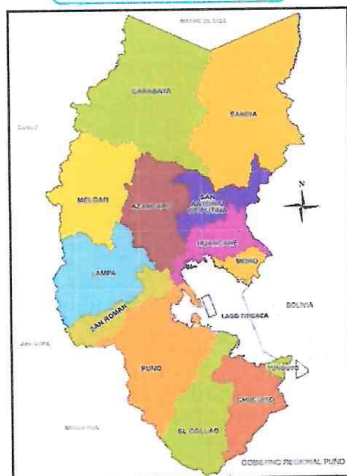 MADRE DE DIOS
CARABAYA
SANDIA
CUSCO
MELGAR
AZANGARO
SAN
ANTONIO
DE PUTINA
N
HUANCANE
MOHO
LAMPA
LAGO TITICACA
BOLIVIA
SAN ROMAN
AREQUIPA
PUNO
YUNGUYO
CHUCUITO
MOQUEGUA
EL COLLAO
GOBIERNO REGIONAL PUNO